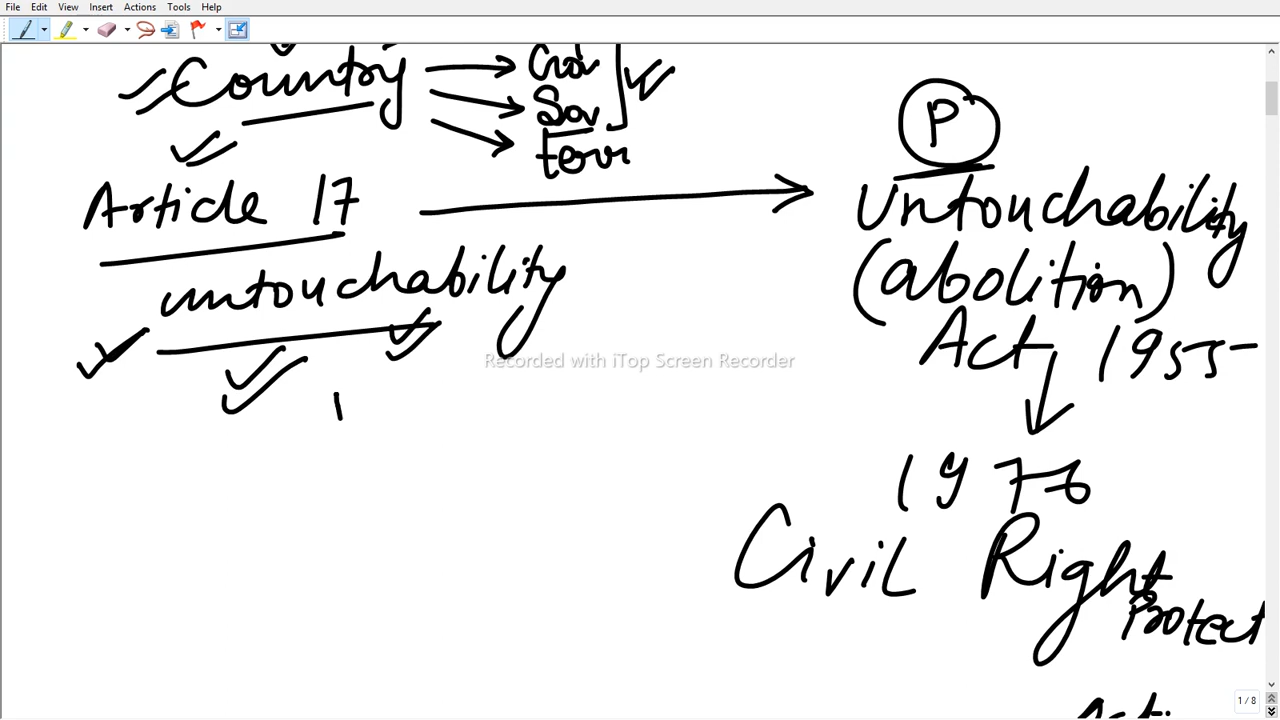 File Edit View Insert Actions Tools Help
Country
Sov
P
Article 17
Untouchability
untouchability
(abolition)
Act, 1955
Recorded with iTop Screen Recorder
1976
Civil Right
Protect
1 / 8